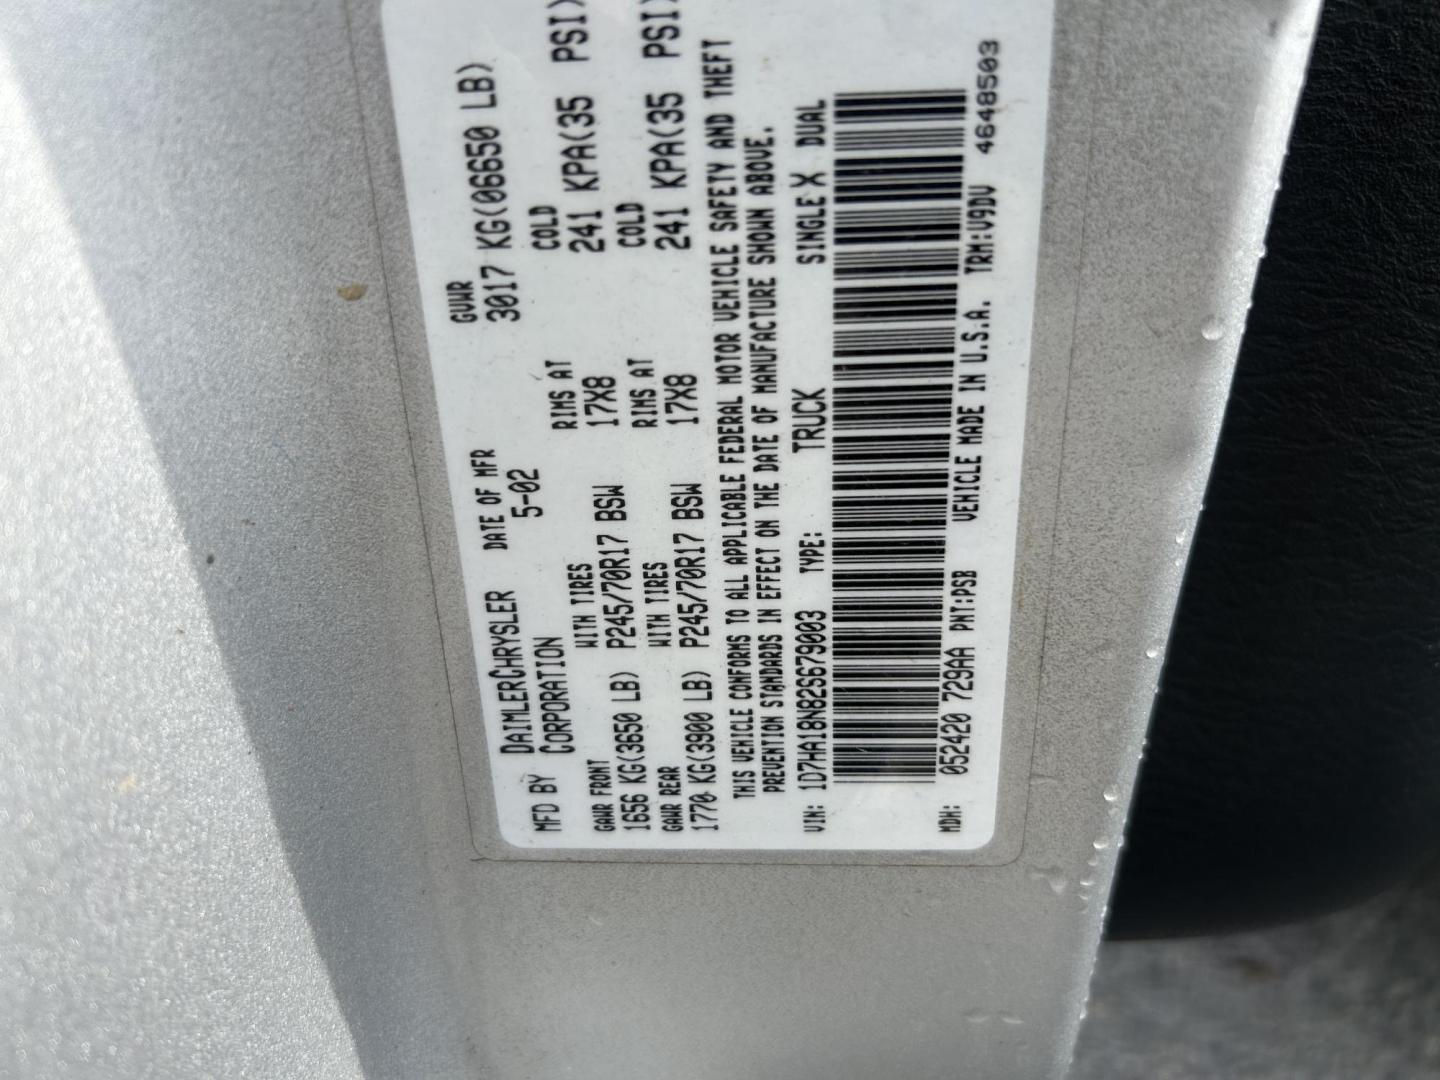 MFD BY DAIMLERCHRYSLER CORPORATION DATE OF MFR 5-02 GVWR 3017 KG(06650 LB)
GAWR FRONT WITH TIRES RIMS AT COLD
1656 KG(3650 LB) P245/70R17 BSW 17X8 241 KPA(35 PSI)
GAWR REAR WITH TIRES RIMS AT COLD
1770 KG(3900 LB) P245/70R17 BSW 17X8 241 KPA(35 PSI)
THIS VEHICLE CONFORMS TO ALL APPLICABLE FEDERAL MOTOR VEHICLE SAFETY AND THEFT
PREVENTION STANDARDS IN EFFECT ON THE DATE OF MANUFACTURE SHOWN ABOVE.
VIN: 1D7HA18N82S679003 TYPE: TRUCK SINGLE X DUAL
MDH: 052420 729AA PNT:PSB VEHICLE MADE IN U.S.A. TRM:V9DV 4648503